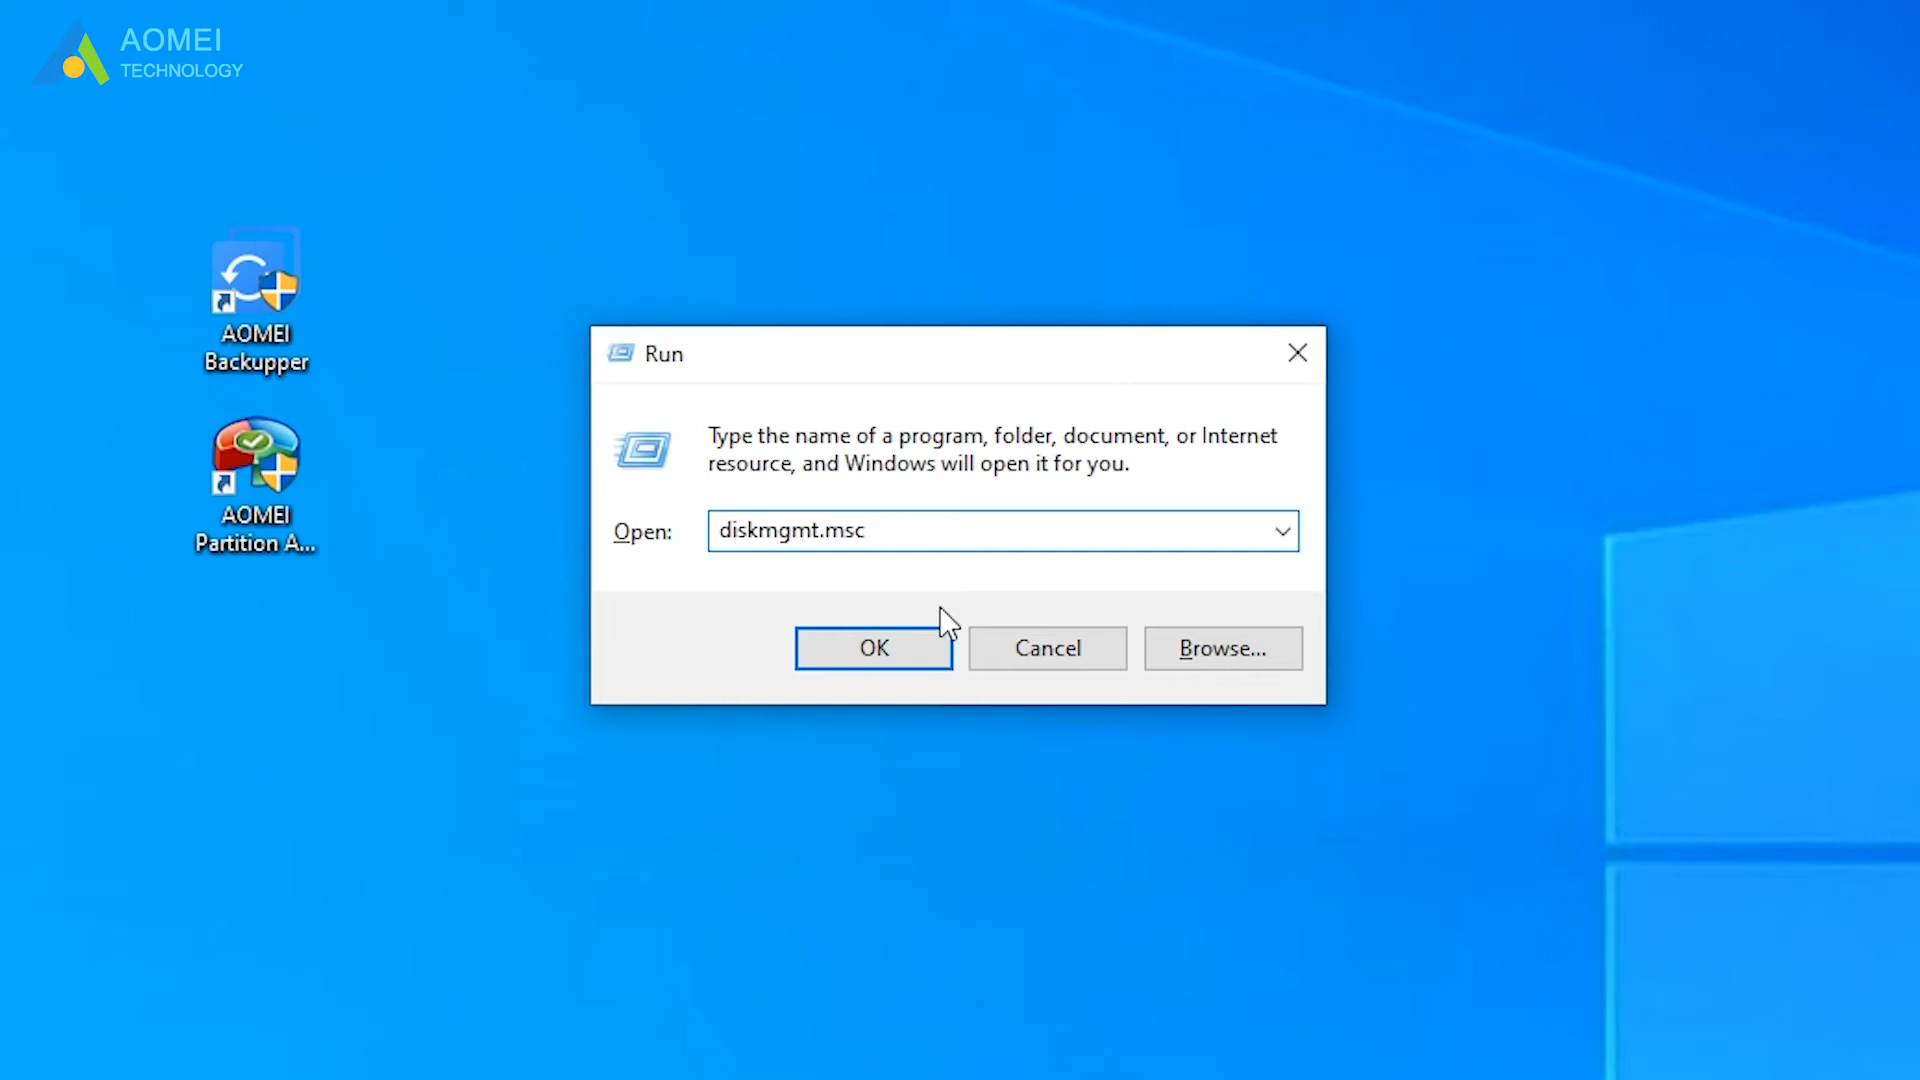 AOMEI
TECHNOLOGY
AOMEI
Backupper
AOMEI
Partition A...
Run
Type the name of a program, folder, document, or Internet
resource, and Windows will open it for you.
Open:
diskmgmt.msc
OK
Cancel
Browse...